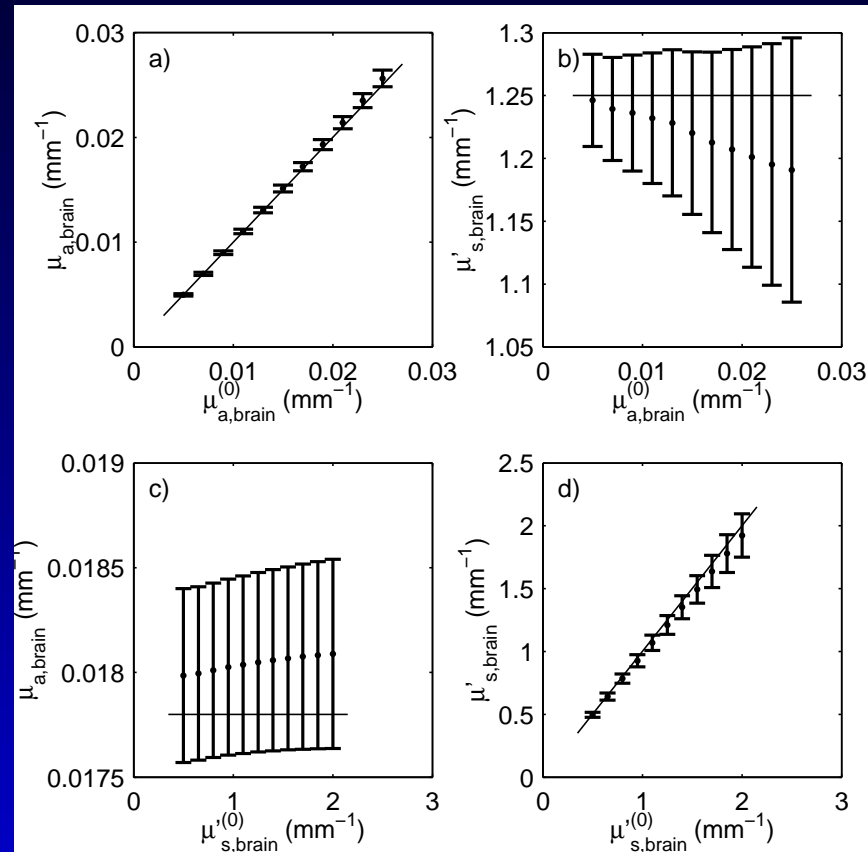 a)
0.03
0.02
0.01
0
μa,brain (mm−1)
0 0.01 0.02 0.03
μ(0)a,brain (mm−1)
b)
1.3
1.25
1.2
1.15
1.1
1.05
μ's,brain (mm−1)
0 0.01 0.02 0.03
μ(0)a,brain (mm−1)
c)
0.019
0.0185
0.018
0.0175
μa,brain (mm−1)
0 1 2 3
μ'(0)s,brain (mm−1)
d)
2.5
2
1.5
1
0.5
0
μ's,brain (mm−1)
0 1 2 3
μ'(0)s,brain (mm−1)